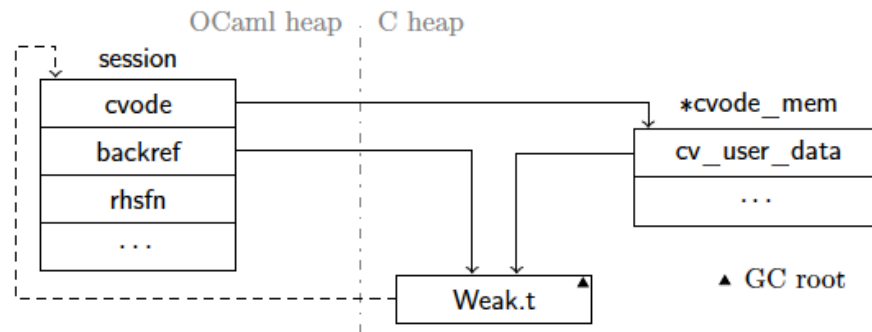 OCaml heap
C heap
session
cvode
backref
rhsfn
...
*cvode_mem
cv_user_data
...
Weak.t
▲ GC root